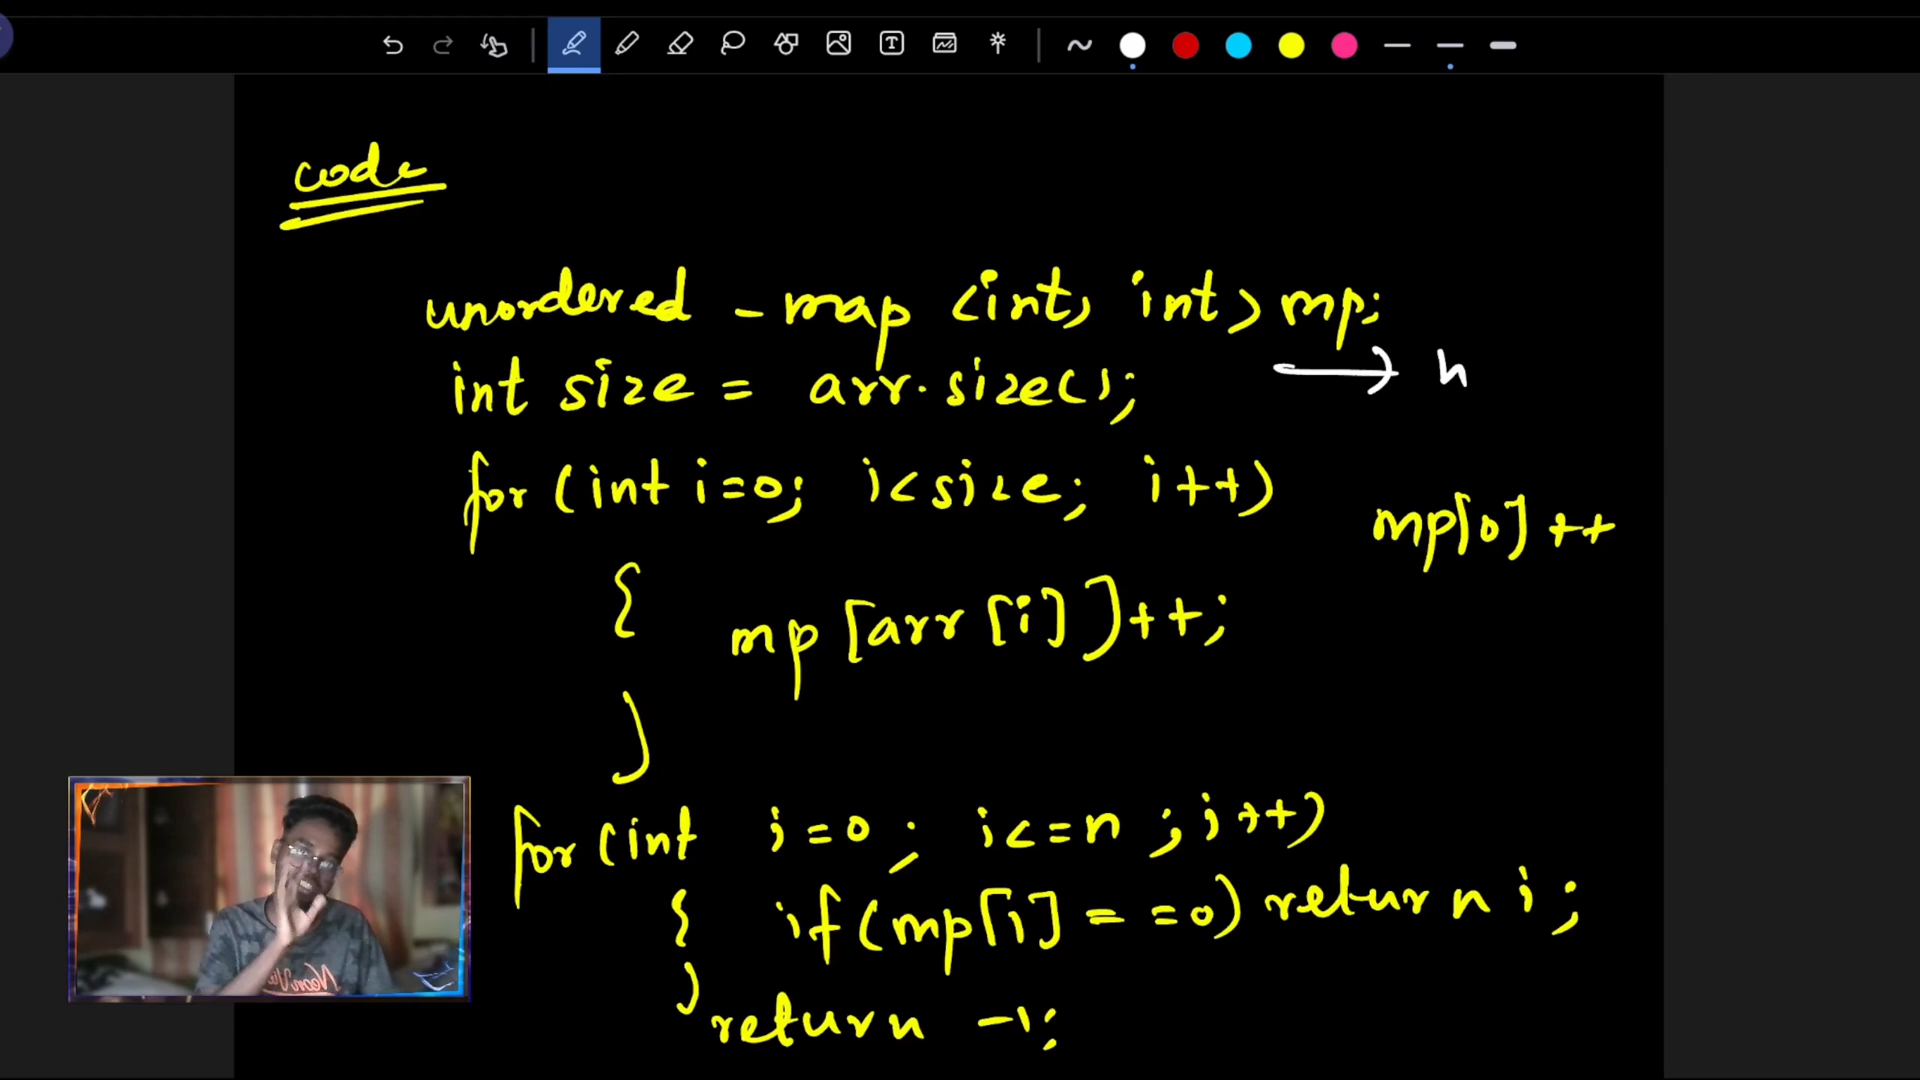 code
unordered_map <int, int> mp;
int size = arr.size();
n
for (int i=0; i<size; i++)
mp[0]++
{
mp[arr[i]]++;
}
for (int i=0; i<=n; i++)
{ if(mp[i]==0) return i;
}
return -1;